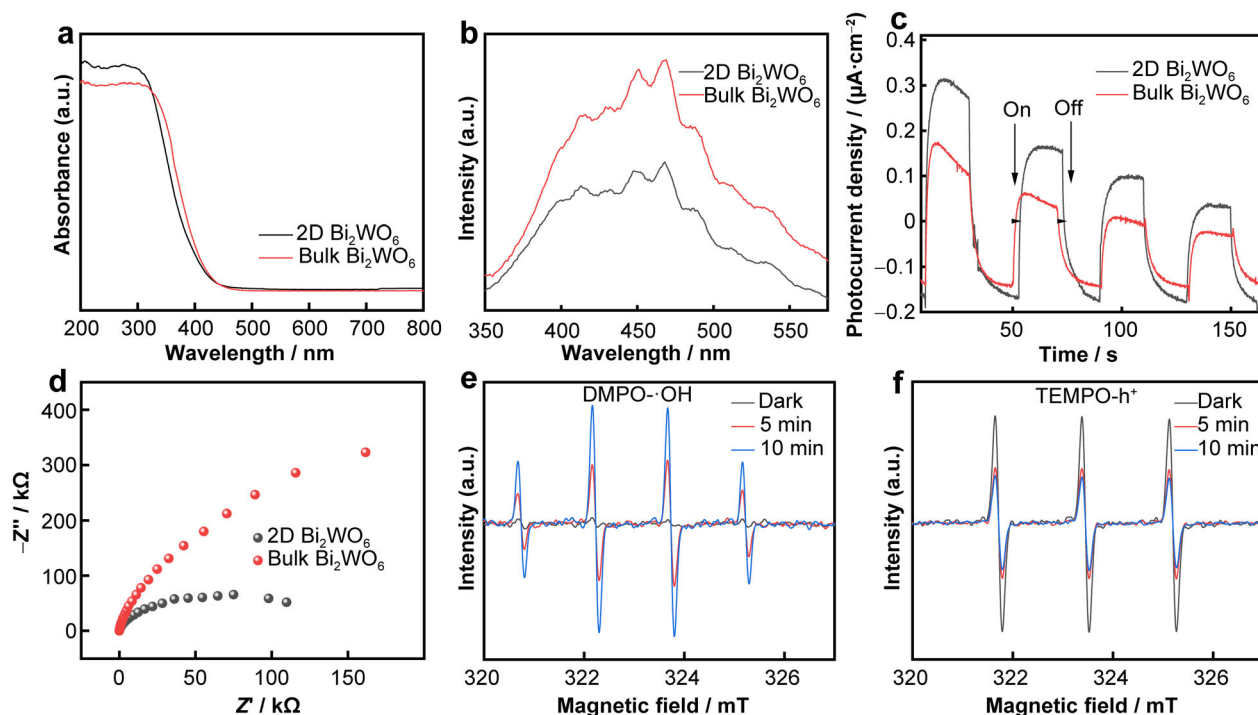 a
Absorbance (a.u.)
2D Bi₂WO₆
Bulk Bi₂WO₆
200 300 400 500 600 700 800
Wavelength / nm
b
Intensity (a.u.)
2D Bi₂WO₆
Bulk Bi₂WO₆
350 400 450 500 550
Wavelength / nm
c
Photocurrent density / (μA·cm⁻²)
0.4
0.3
0.2
0.1
0
−0.1
−0.2
2D Bi₂WO₆
Bulk Bi₂WO₆
On Off
50 100 150
Time / s
d
−Z'' / kΩ
400
300
200
100
0
2D Bi₂WO₆
Bulk Bi₂WO₆
0 50 100 150
Z' / kΩ
e
DMPO-·OH
Intensity (a.u.)
Dark
5 min
10 min
320 322 324 326
Magnetic field / mT
f
TEMPO-h⁺
Intensity (a.u.)
Dark
5 min
10 min
320 322 324 326
Magnetic field / mT